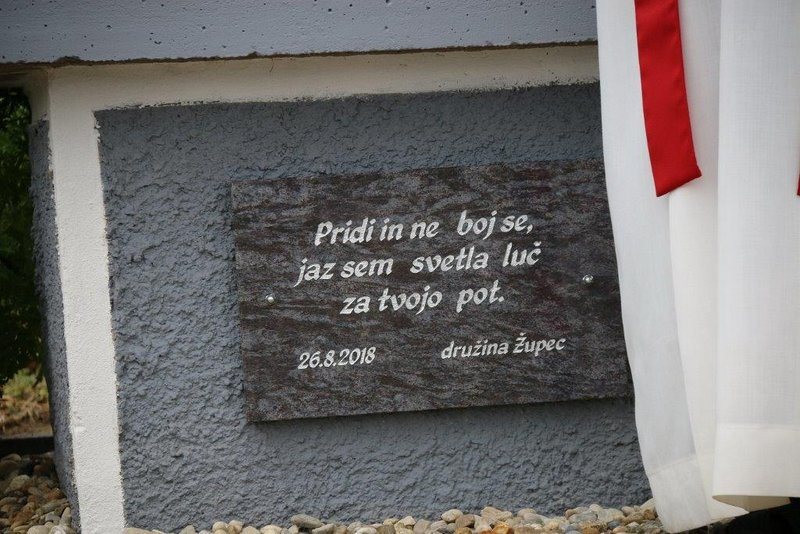 Pridi in ne boj se,
jaz sem svetla luč
za tvojo pot.
26.8.2018 družina Župec